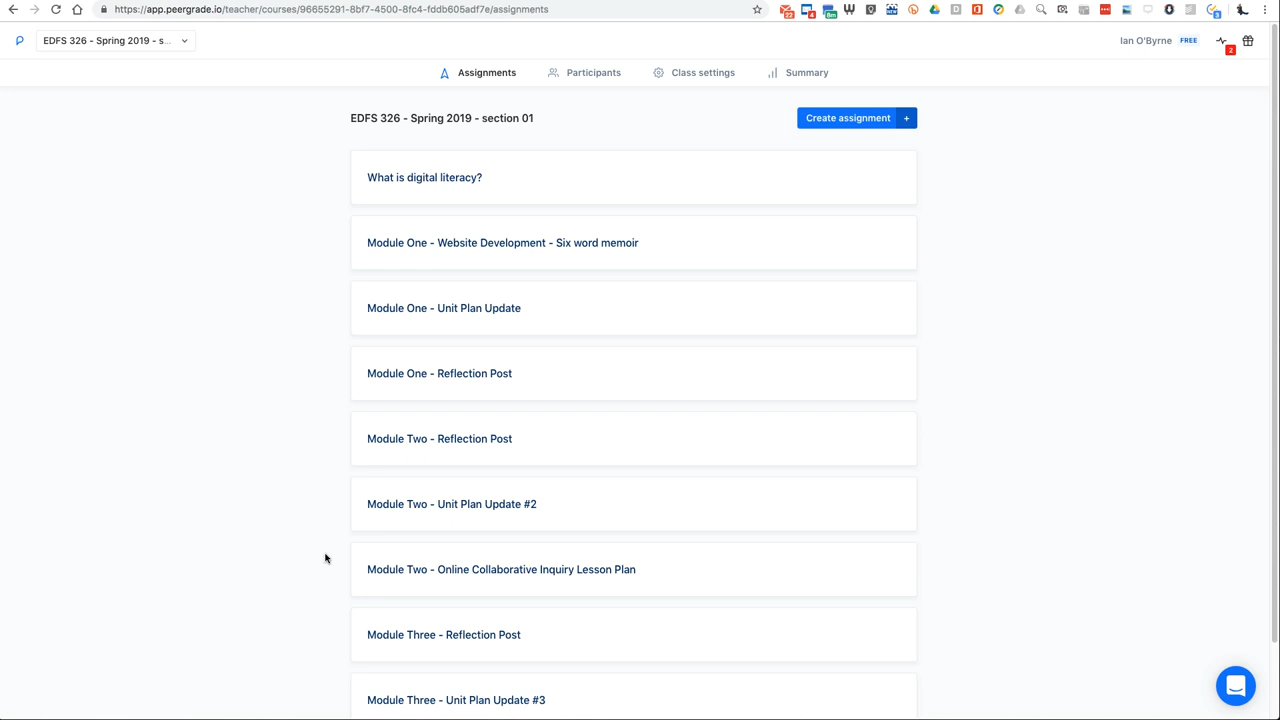 https://app.peergrade.io/teacher/courses/96655291-8bf7-4500-8fc4-fddb605adf7e/assignments
EDFS 326 - Spring 2019 - s...
Ian O'Byrne FREE
2
Assignments Participants Class settings Summary
EDFS 326 - Spring 2019 - section 01
Create assignment +
What is digital literacy?
Module One - Website Development - Six word memoir
Module One - Unit Plan Update
Module One - Reflection Post
Module Two - Reflection Post
Module Two - Unit Plan Update #2
Module Two - Online Collaborative Inquiry Lesson Plan
Module Three - Reflection Post
Module Three - Unit Plan Update #3